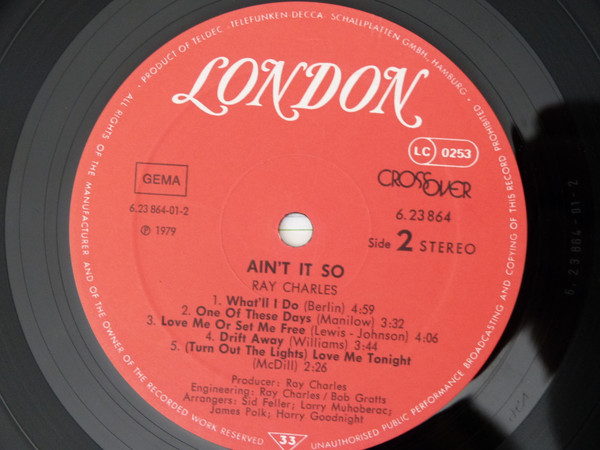 · PRODUCT OF TELDEC · »TELEFUNKEN-DECCA« · SCHALLPLATTEN GMBH, HAMBURG ·
LONDON
LC 0253
GEMA
CROSSOVER
6.23 864-01-2
6.23 864
℗ 1979
Side 2 STEREO
AIN'T IT SO
RAY CHARLES
1. What'll I Do (Berlin) 4:59
2. One Of These Days (Manilow) 3:32
3. Love Me Or Set Me Free (Lewis - Johnson) 4:06
4. Drift Away (Williams) 3:44
5. (Turn Out The Lights) Love Me Tonight
(McDill) 2:26
Producer: Ray Charles
Engineering: Ray Charles / Bob Gratts
Arrangers: Sid Feller; Larry Muhoberac;
James Polk; Harry Goodnight
33
ALL RIGHTS OF THE MANUFACTURER AND OF THE OWNER OF THE RECORDED WORK RESERVED
UNAUTHORISED PUBLIC PERFORMANCE BROADCASTING AND COPYING OF THIS RECORD PROHIBITED
6.23864-01-2